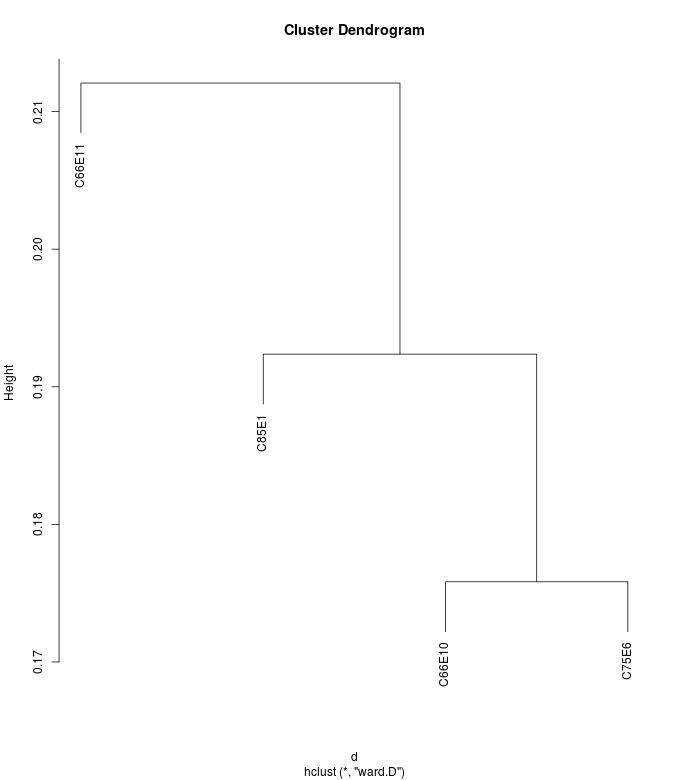 Cluster Dendrogram
Height
0.21
0.20
0.19
0.18
0.17
C66E11
C85E1
C66E10
C75E6
d
hclust (*, "ward.D")